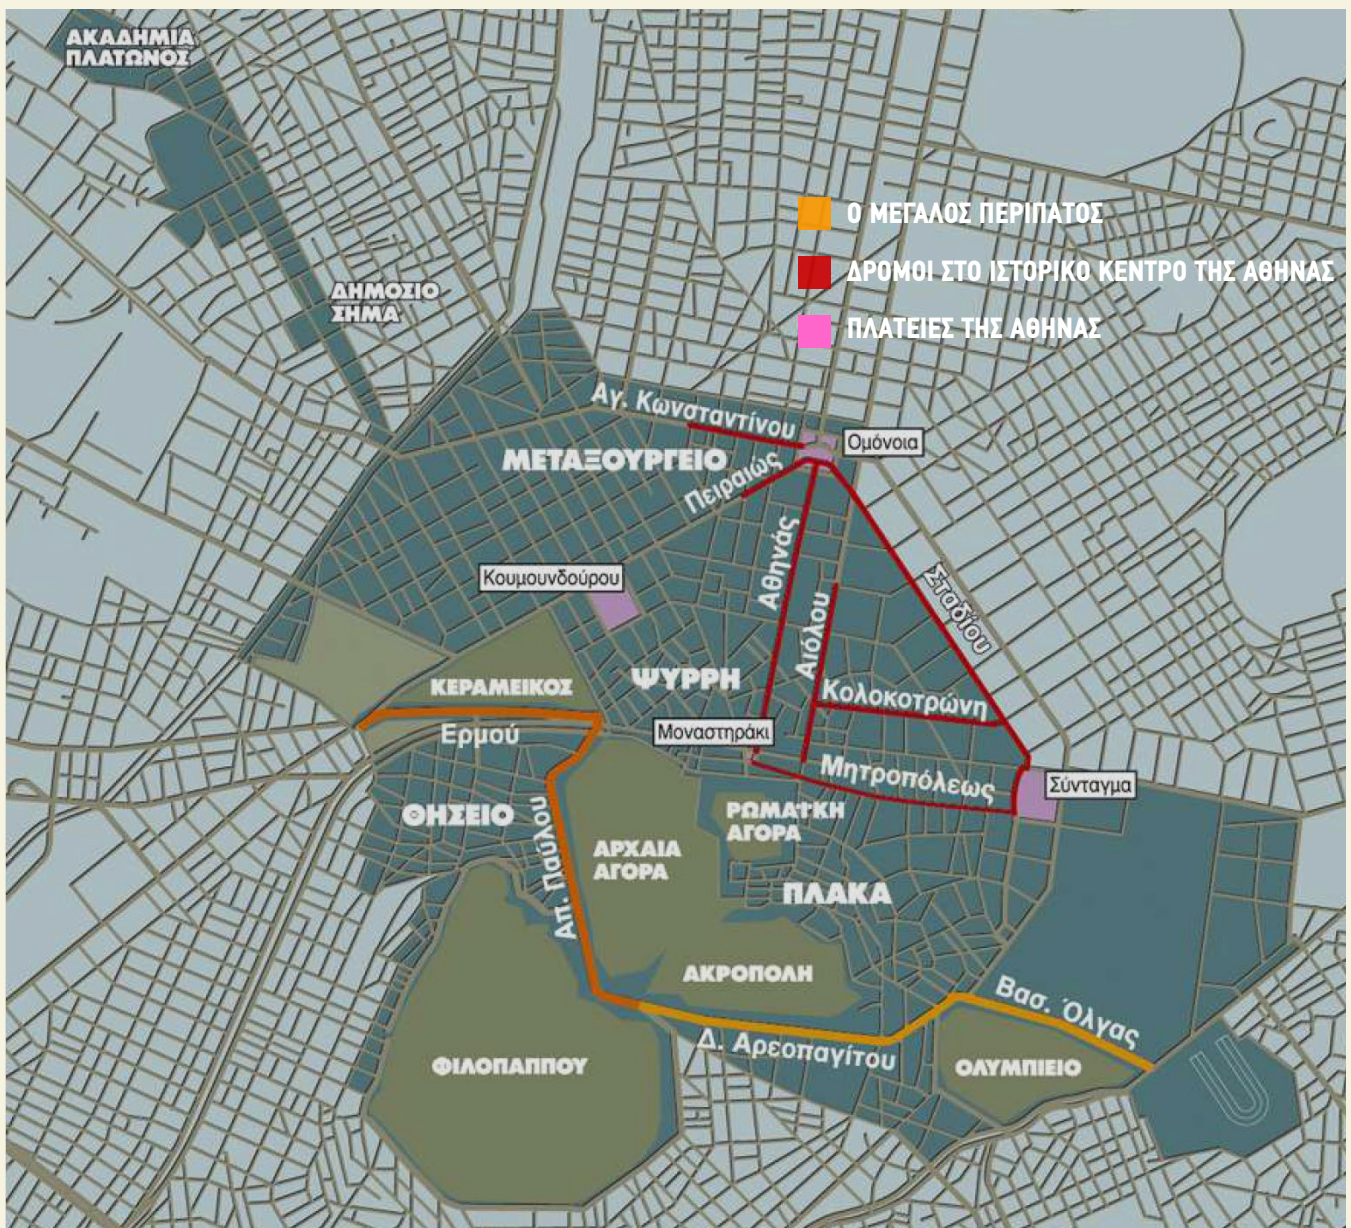 ΑΚΑΔΗΜΙΑ
ΠΛΑΤΩΝΟΣ
Ο ΜΕΓΑΛΟΣ ΠΕΡΙΠΑΤΟΣ
ΔΡΟΜΟΙ ΣΤΟ ΙΣΤΟΡΙΚΟ ΚΕΝΤΡΟ ΤΗΣ ΑΘΗΝΑΣ
ΔΗΜΟΣΙΟ
ΣΗΜΑ
ΠΛΑΤΕΙΕΣ ΤΗΣ ΑΘΗΝΑΣ
Αγ. Κωνσταντίνου
Ομόνοια
ΜΕΤΑΞΟΥΡΓΕΙΟ
Πειραιώς
Αθηνάς
Κουμουνδούρου
Σταδίου
Αιόλου
ΨΥΡΡΗ
ΚΕΡΑΜΕΙΚΟΣ
Κολοκοτρώνη
Ερμού
Μοναστηράκι
Μητροπόλεως
Σύνταγμα
ΘΗΣΕΙΟ
ΡΩΜΑΪΚΗ
ΑΓΟΡΑ
Απ. Παύλου
ΑΡΧΑΙΑ
ΑΓΟΡΑ
ΠΛΑΚΑ
ΑΚΡΟΠΟΛΗ
Βασ. Όλγας
Δ. Αρεοπαγίτου
ΦΙΛΟΠΑΠΠΟΥ
ΟΛΥΜΠΙΕΙΟ